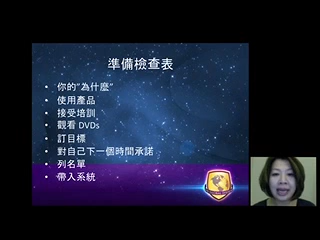 準備檢查表
• 你的“為什麼”
• 使用產品
• 接受培訓
• 觀看 DVDs
• 訂目標
• 對自己下一個時間承諾
• 列名單
• 帶入系統